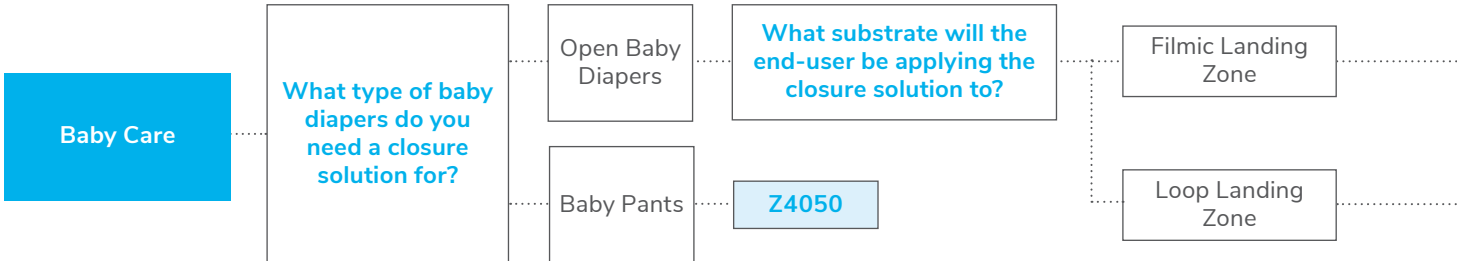 Baby Care
What type of baby
diapers do you
need a closure
solution for?
Open Baby
Diapers
What substrate will the
end-user be applying the
closure solution to?
Filmic Landing
Zone
Baby Pants
Z4050
Loop Landing
Zone